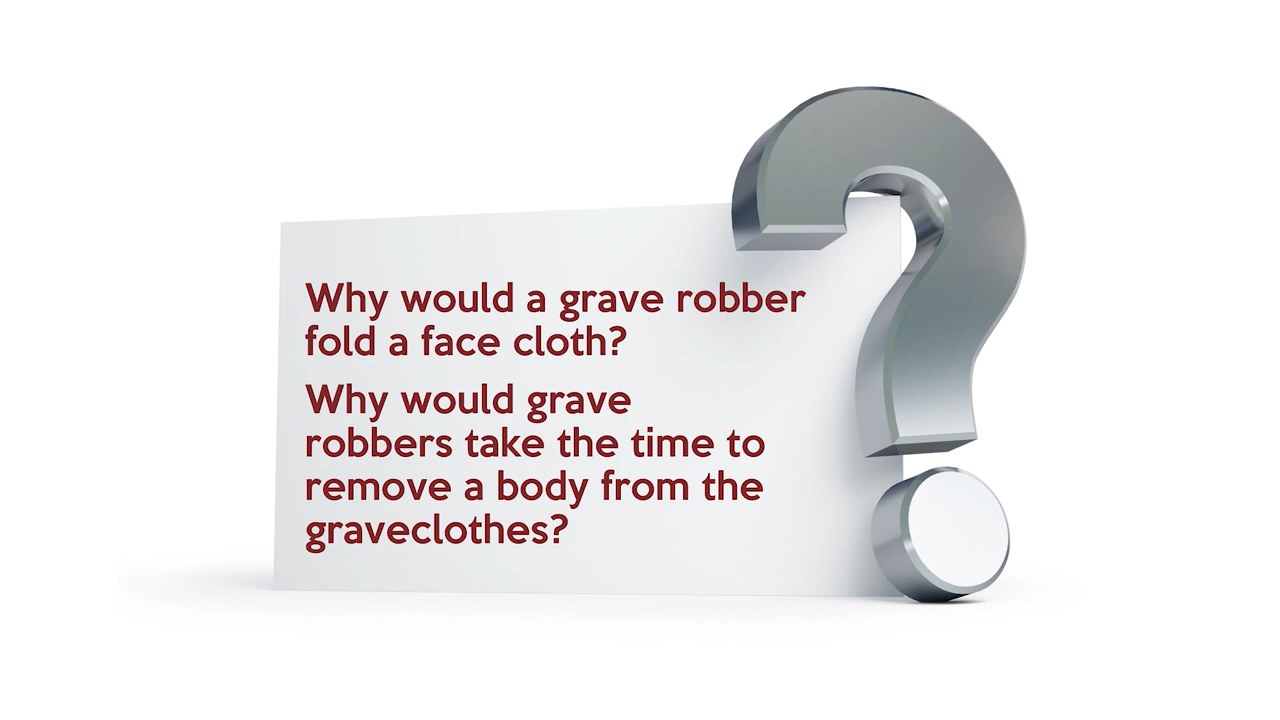 Why would a grave robber
fold a face cloth?
Why would grave
robbers take the time to
remove a body from the
graveclothes?